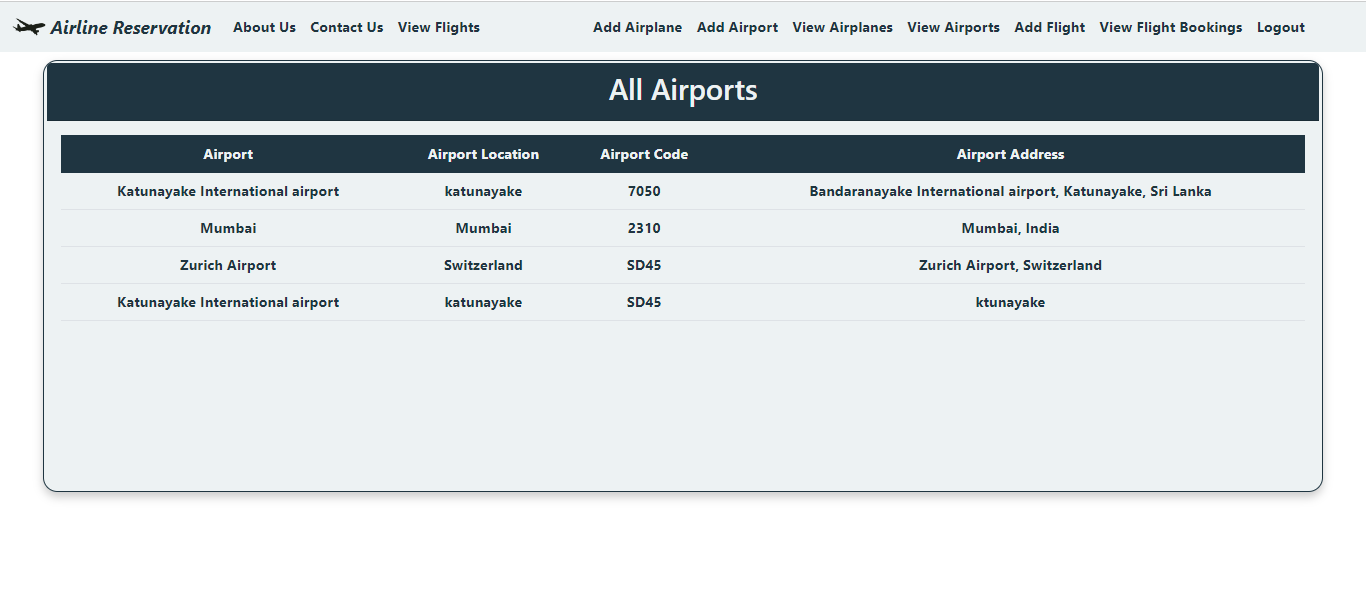 Airline Reservation About Us Contact Us View Flights Add Airplane Add Airport View Airplanes View Airports Add Flight View Flight Bookings Logout
All Airports
Airport Airport Location Airport Code Airport Address
Katunayake International airport katunayake 7050 Bandaranayake International airport, Katunayake, Sri Lanka
Mumbai Mumbai 2310 Mumbai, India
Zurich Airport Switzerland SD45 Zurich Airport, Switzerland
Katunayake International airport katunayake SD45 ktunayake